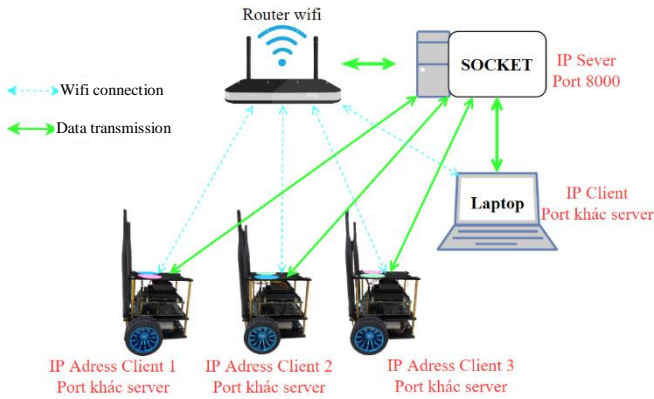 Router wifi
SOCKET
IP Sever
Port 8000
Wifi connection
Data transmission
Laptop
IP Client
Port khác server
IP Adress Client 1
Port khác server
IP Adress Client 2
Port khác server
IP Adress Client 3
Port khác server